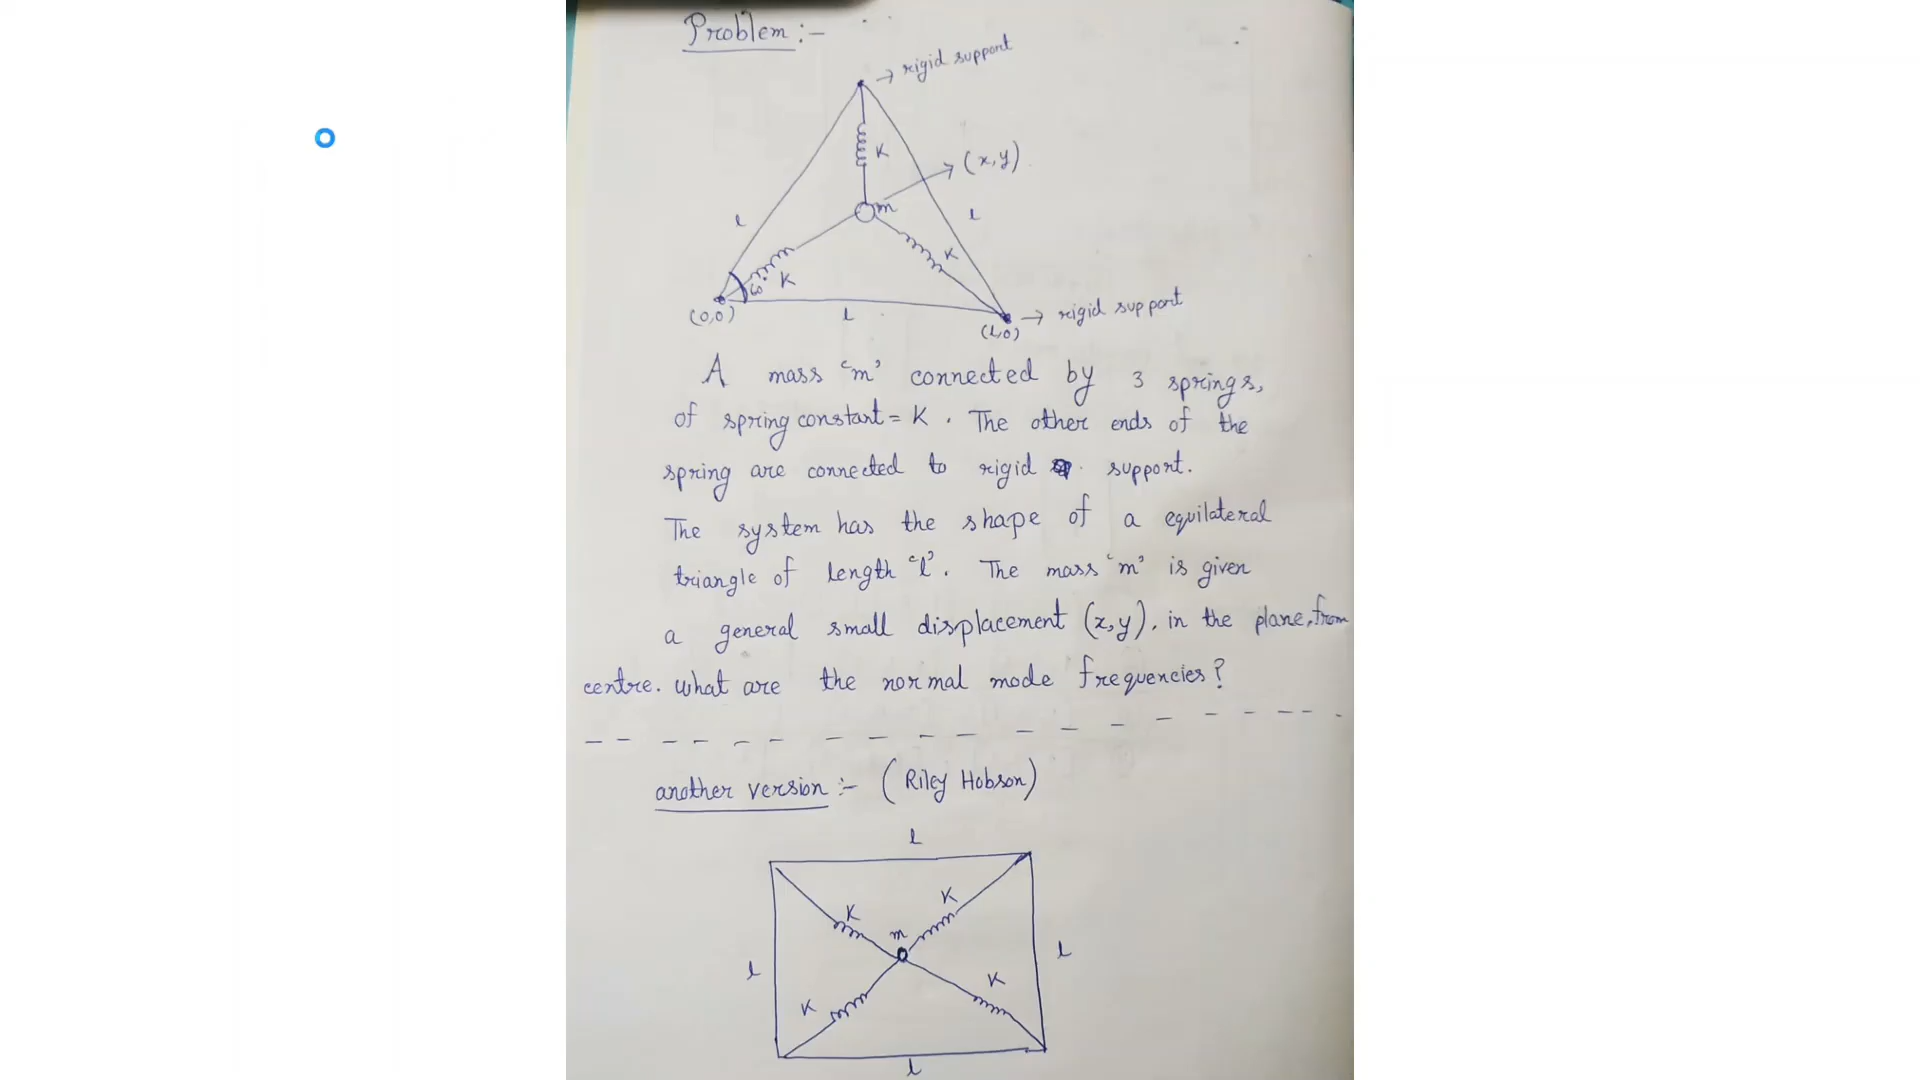 Problem :-
→ rigid support
K
→ (x,y)
m
l
l
K
60°
K
(0,0)
l
→ rigid support
(l,0)
A mass 'm' connected by 3 springs,
of spring constant = K. The other ends of the
spring are connected to rigid support.
The system has the shape of a equilateral
triangle of length 'l'. The mass 'm' is given
a general small displacement (x,y), in the plane, from
centre. what are the normal mode frequencies?
another version :- (Riley Hobson)
l
K
K
m
l
l
K
K
l